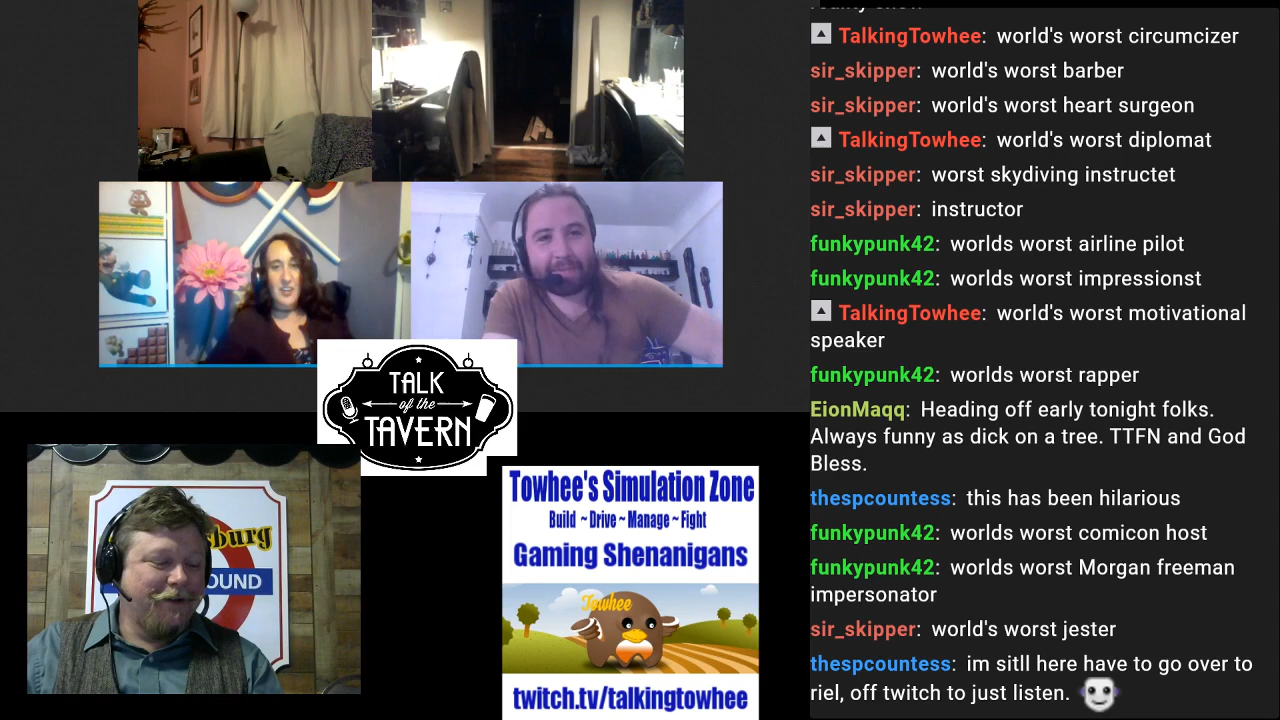 TalkingTowhee: world's worst circumcizer
sir_skipper: world's worst barber
sir_skipper: world's worst heart surgeon
TalkingTowhee: world's worst diplomat
sir_skipper: worst skydiving instructet
sir_skipper: instructor
funkypunk42: worlds worst airline pilot
funkypunk42: worlds worst impressionst
TalkingTowhee: world's worst motivational
speaker
funkypunk42: worlds worst rapper
EionMaqq: Heading off early tonight folks.
Always funny as dick on a tree. TTFN and God
Bless.
thespcountess: this has been hilarious
funkypunk42: worlds worst comicon host
funkypunk42: worlds worst Morgan freeman
impersonator
sir_skipper: world's worst jester
thespcountess: im sitll here have to go over to
riel, off twitch to just listen.
TALK
of the
TAVERN
sburg
OUND
Towhee's Simulation Zone
Build ~ Drive ~ Manage ~ Fight
Gaming Shenanigans
Towhee
twitch.tv/talkingtowhee